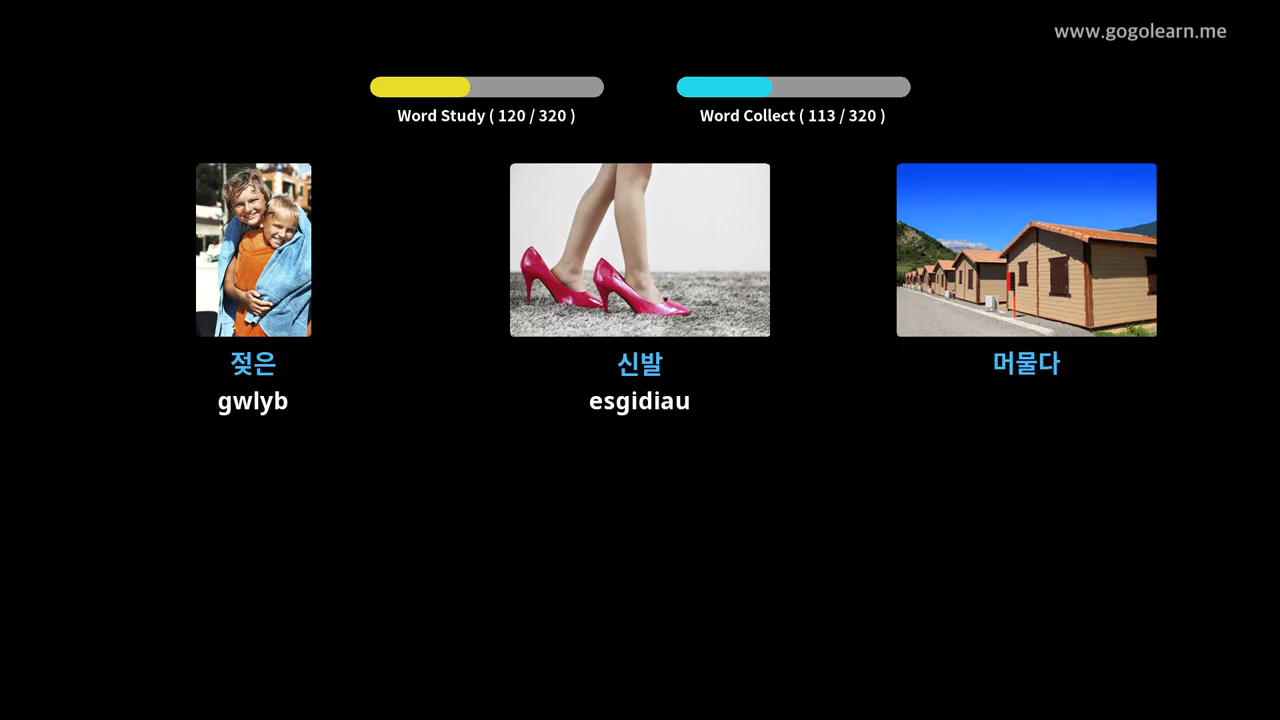 www.gogolearn.me
Word Study ( 120 / 320 )
Word Collect ( 113 / 320 )
젖은
gwlyb
신발
esgidiau
머물다